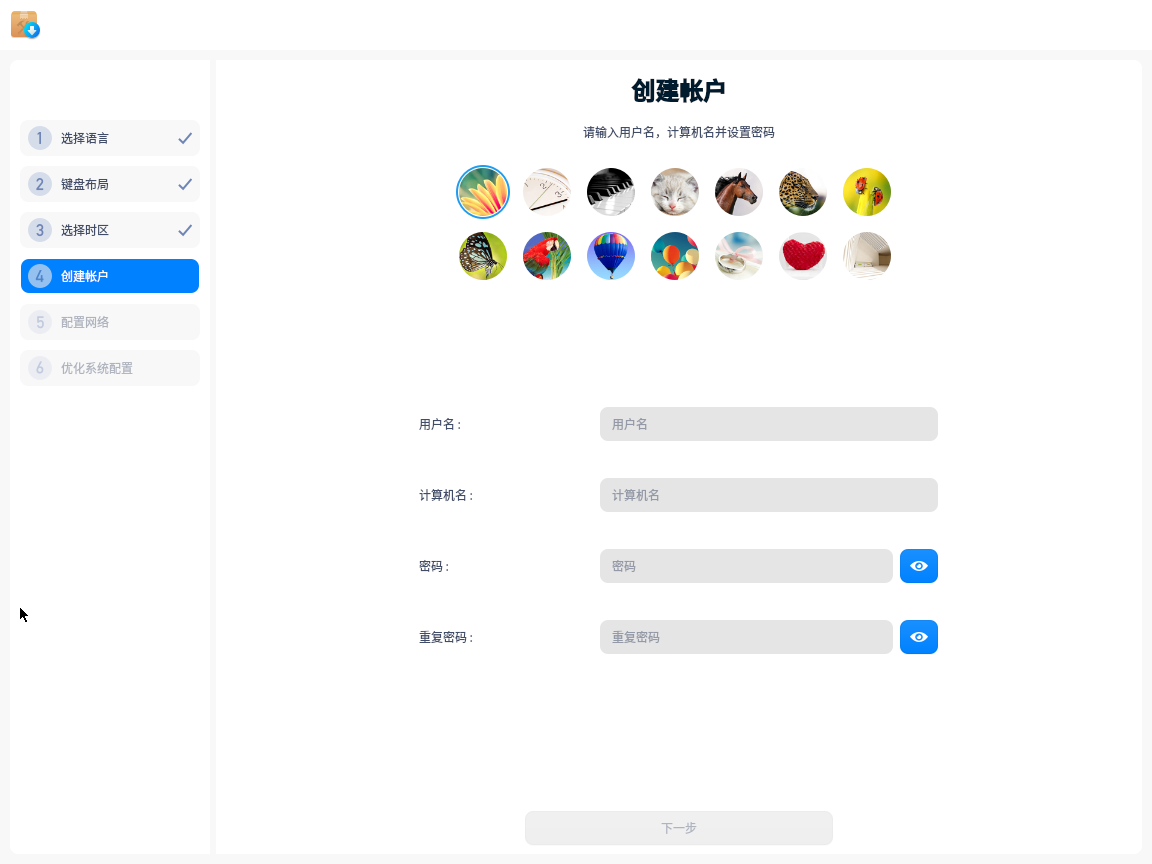 1 选择语言
2 键盘布局
3 选择时区
4 创建帐户
5 配置网络
6 优化系统配置
创建帐户
请输入用户名，计算机名并设置密码
用户名 : 用户名
计算机名 : 计算机名
密码 : 密码
重复密码 : 重复密码
下一步